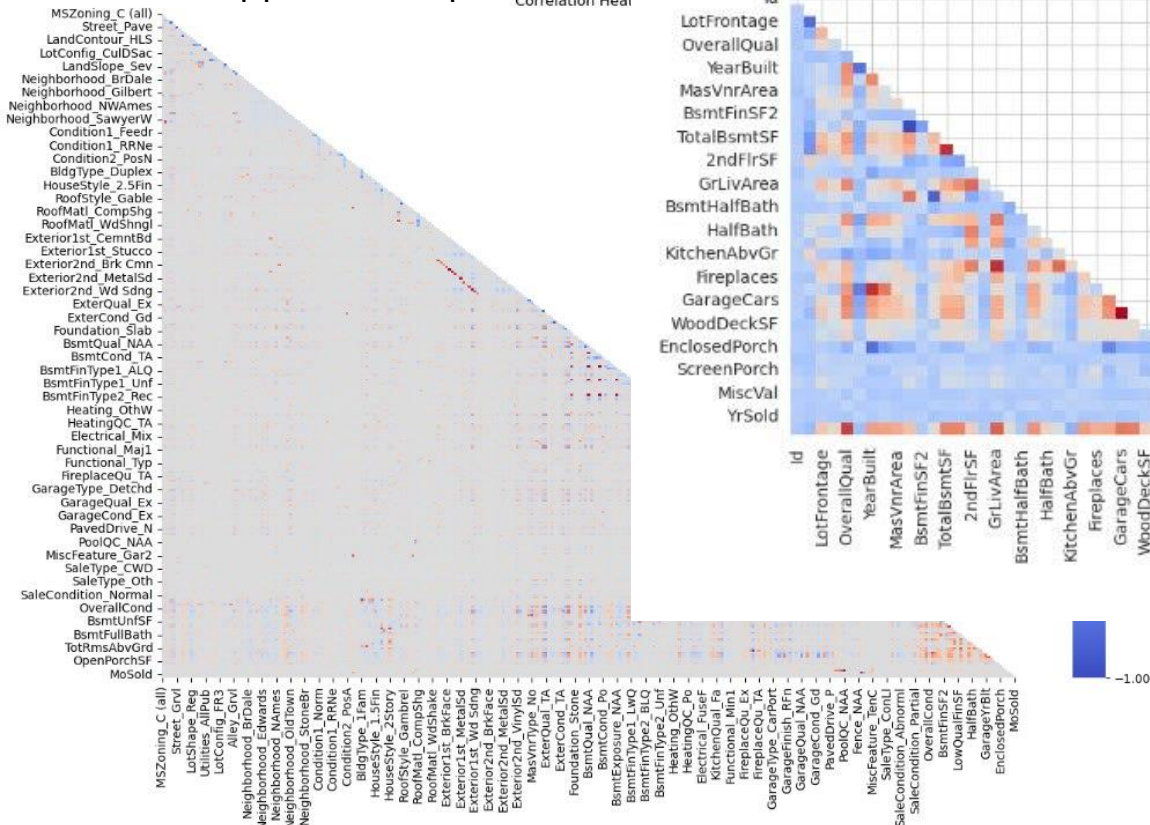 Correlation
MSZoning_C (all)
Street_Pave
LandContour_HLS
LotConfig_CulDSac
LandSlope_Sev
Neighborhood_BrDale
Neighborhood_Gilbert
Neighborhood_NWAmes
Neighborhood_SawyerW
Condition1_Feedr
Condition1_RRNe
Condition2_PosN
BldgType_Duplex
HouseStyle_2.5Fin
RoofStyle_Gable
RoofMatl_CompShg
RoofMatl_WdShngl
Exterior1st_CemntBd
Exterior1st_Stucco
Exterior2nd_Brk Cmn
Exterior2nd_MetalSd
Exterior2nd_Wd Sdng
ExterQual_Ex
ExterCond_Gd
Foundation_Slab
BsmtQual_NAA
BsmtCond_TA
BsmtFinType1_ALQ
BsmtFinType1_Unf
BsmtFinType2_Rec
Heating_OthW
HeatingQC_TA
Electrical_Mix
Functional_Maj1
Functional_Typ
FireplaceQu_TA
GarageType_Detchd
GarageQual_Ex
GarageCond_Ex
PavedDrive_N
PoolQC_NAA
MiscFeature_Gar2
SaleType_CWD
SaleType_Oth
SaleCondition_Normal
OverallCond
BsmtUnfSF
BsmtFullBath
TotRmsAbvGrd
OpenPorchSF
MoSold
MSZoning_C (all)
Street_Grvl
LotShape_Reg
Utilities_AllPub
LotConfig_FR3
Alley_Grvl
Neighborhood_BrDale
Neighborhood_Edwards
Neighborhood_NAmes
Neighborhood_OldTown
Neighborhood_StoneBr
Condition1_Norm
Condition1_RRNe
Condition2_PosA
BldgType_1Fam
HouseStyle_1.5Fin
HouseStyle_2Story
RoofStyle_Gambrel
RoofMatl_CompShg
RoofMatl_WdShake
Exterior1st_BrkFace
Exterior1st_MetalSd
Exterior1st_Wd Sdng
Exterior2nd_BrkFace
Exterior2nd_MetalSd
Exterior2nd_VinylSd
MasVnrType_No
ExterQual_TA
ExterCond_TA
Foundation_Stone
BsmtQual_NAA
BsmtCond_Po
BsmtExposure_NAA
BsmtFinType1_LwQ
BsmtFinType2_BLQ
BsmtFinType2_Unf
Heating_OthW
HeatingQC_Po
Electrical_FuseF
KitchenQual_Fa
Functional_Min1
FireplaceQu_Ex
FireplaceQu_TA
GarageType_CarPort
GarageFinish_RFn
GarageQual_NAA
GarageCond_Gd
PavedDrive_P
PoolQC_NAA
Fence_NAA
MiscFeature_TenC
SaleType_ConLI
SaleCondition_Abnorml
SaleCondition_Partial
OverallCond
BsmtFinSF2
LowQualFinSF
HalfBath
GarageYrBlt
EnclosedPorch
MoSold
LotFrontage
OverallQual
YearBuilt
MasVnrArea
BsmtFinSF2
TotalBsmtSF
2ndFlrSF
GrLivArea
BsmtHalfBath
HalfBath
KitchenAbvGr
Fireplaces
GarageCars
WoodDeckSF
EnclosedPorch
ScreenPorch
MiscVal
YrSold
Id
LotFrontage
OverallQual
YearBuilt
MasVnrArea
BsmtFinSF2
TotalBsmtSF
2ndFlrSF
GrLivArea
BsmtHalfBath
HalfBath
KitchenAbvGr
Fireplaces
GarageCars
WoodDeckSF
−1.00